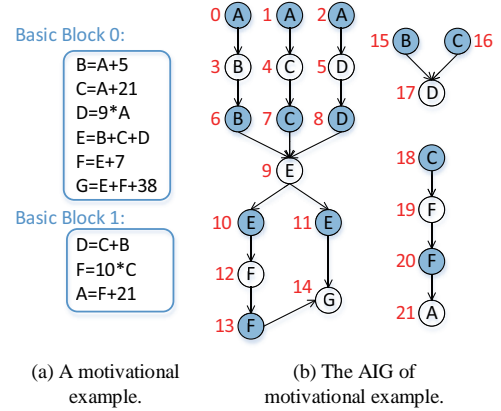 Basic Block 0:
B=A+5
C=A+21
D=9*A
E=B+C+D
F=E+7
G=E+F+38
Basic Block 1:
D=C+B
F=10*C
A=F+21
(a) A motivational
example.
0 A 1 A 2 A
15 B C 16
3 B 4 C 5 D
17 D
6 B 7 C 8 D
9 E
18 C
19 F
10 E 11 E
20 F
12 F
14 G
21 A
13 F
(b) The AIG of
motivational example.